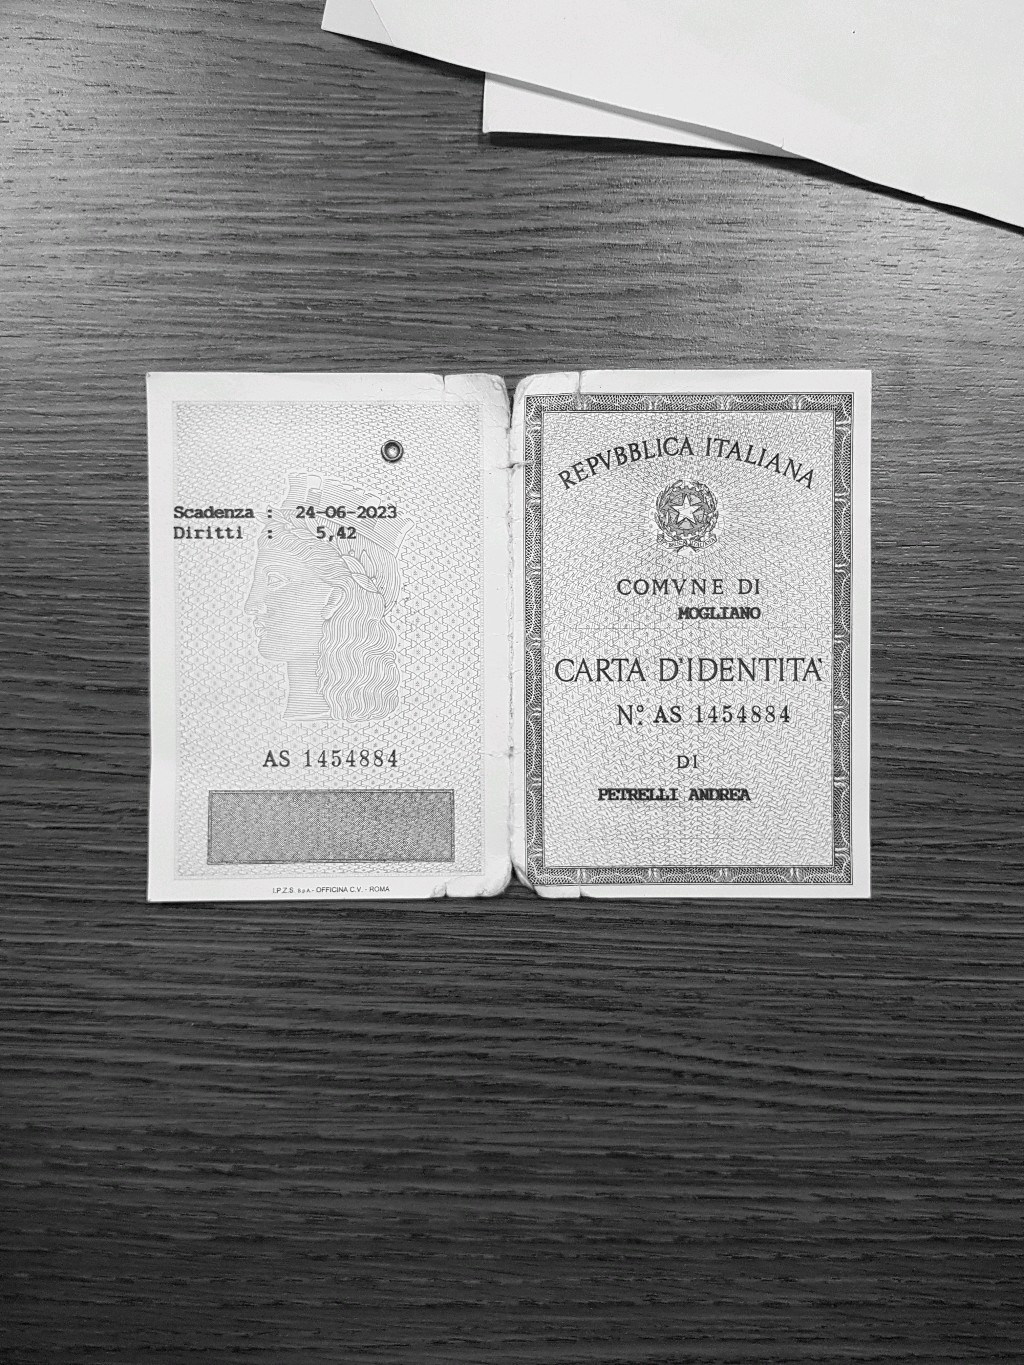 Scadenza : 24-06-2023
Diritti : 5,42
AS 1454884
I.P.Z.S. S.p.A. - OFFICINA C.V. - ROMA
REPVBBLICA ITALIANA
COMVNE DI
MOGLIANO
CARTA D'IDENTITA'
N.° AS 1454884
DI
PETRELLI ANDREA